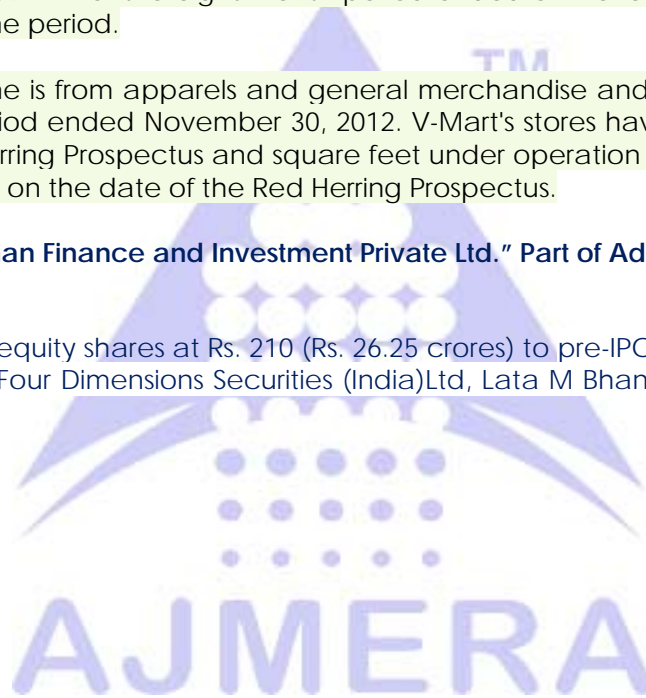 ne period.
TM
ne is from apparels and general merchandise and
iod ended November 30, 2012. V-Mart's stores hav
rring Prospectus and square feet under operation
on the date of the Red Herring Prospectus.
an Finance and Investment Private Ltd." Part of Ad
equity shares at Rs. 210 (Rs. 26.25 crores) to pre-IPO
Four Dimensions Securities (India)Ltd, Lata M Bhan
AJMERA